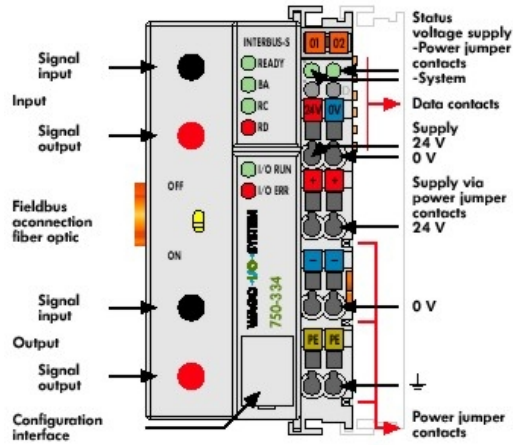 Signal
input
Input
Signal
output
Fieldbus
aconnection
fiber optic
Signal
input
Output
Signal
output
Configuration
interface
OFF
ON
INTERBUS-S
READY
BA
RC
RD
I/O RUN
I/O ERR
WAGO I/O SYSTEM
750-334
01 02
24V 0V
+ +
− −
PE PE
Status
voltage supply
-Power jumper
contacts
-System
Data contacts
Supply
24 V
0 V
Supply via
power jumper
contacts
24 V
0 V
Power jumper
contacts